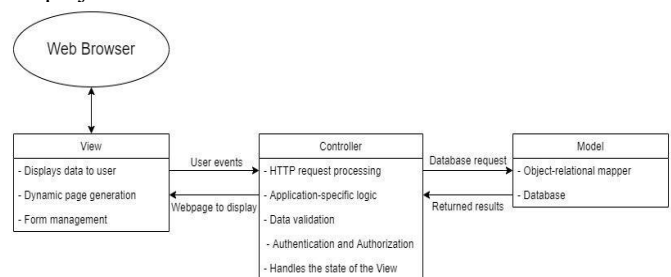 Web Browser
View
- Displays data to user
- Dynamic page generation
- Form management
User events
Webpage to display
Controller
- HTTP request processing
- Application-specific logic
- Data validation
- Authentication and Authorization
- Handles the state of the View
Database request
Returned results
Model
- Object-relational mapper
- Database